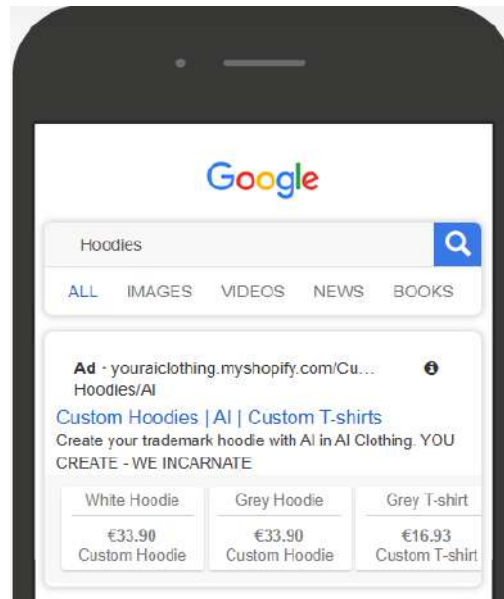 Google
Hoodies
ALL IMAGES VIDEOS NEWS BOOKS
Ad · youraiclothing.myshopify.com/Cu...
Hoodies/AI
Custom Hoodies | AI | Custom T-shirts
Create your trademark hoodie with AI in AI Clothing. YOU
CREATE - WE INCARNATE
White Hoodie Grey Hoodie Grey T-shirt
€33.90 €33.90 €16.93
Custom Hoodie Custom Hoodie Custom T-shirt